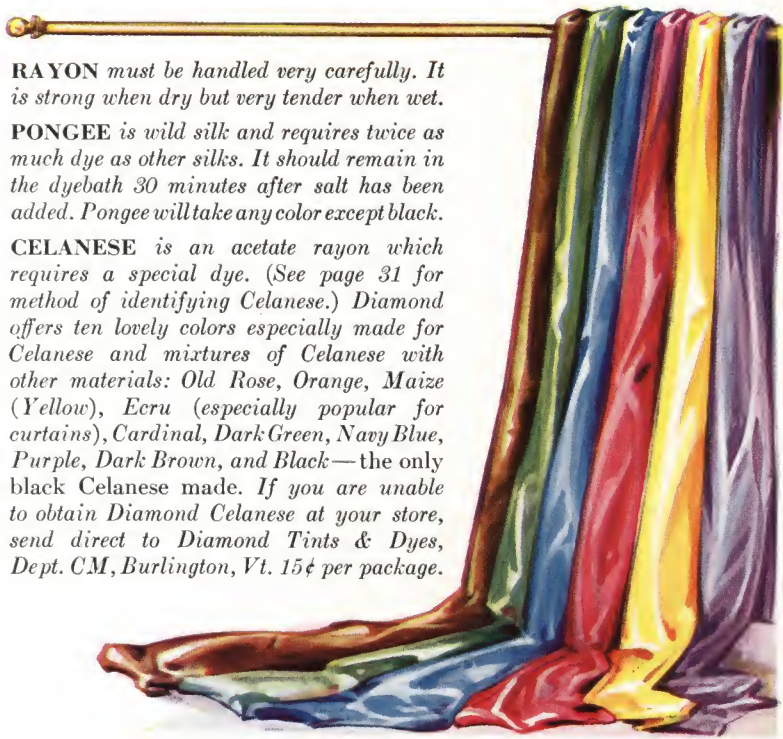 RAYON must be handled very carefully. It
is strong when dry but very tender when wet.
PONGEE is wild silk and requires twice as
much dye as other silks. It should remain in
the dyebath 30 minutes after salt has been
added. Pongee will take any color except black.
CELANESE is an acetate rayon which
requires a special dye. (See page 31 for
method of identifying Celanese.) Diamond
offers ten lovely colors especially made for
Celanese and mixtures of Celanese with
other materials: Old Rose, Orange, Maize
(Yellow), Ecru (especially popular for
curtains), Cardinal, Dark Green, Navy Blue,
Purple, Dark Brown, and Black—the only
black Celanese made. If you are unable
to obtain Diamond Celanese at your store,
send direct to Diamond Tints & Dyes,
Dept. CM, Burlington, Vt. 15¢ per package.